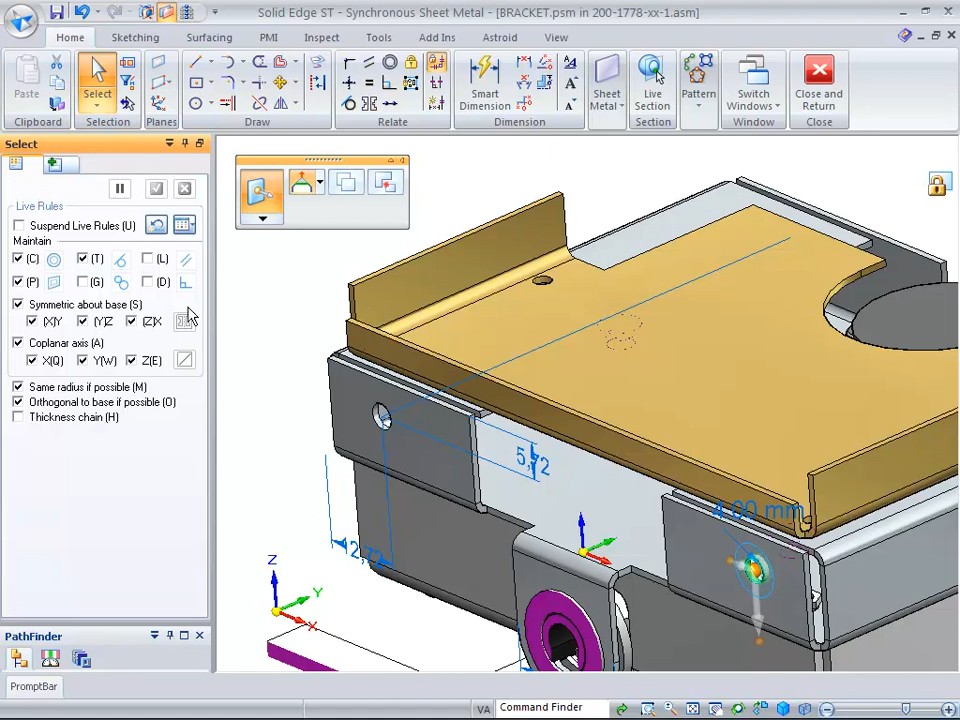 Solid Edge ST - Synchronous Sheet Metal - [BRACKET.psm in 200-1778-xx-1.asm]
Home Sketching Surfacing PMI Inspect Tools Add Ins Astroid View
Paste Select Smart Dimension Sheet Metal Live Section Pattern Switch Windows Close and Return
Clipboard Selection Planes Draw Relate Dimension Section Window Close
Select
Live Rules
Suspend Live Rules (U)
Maintain
(C) (T) (L)
(P) (G) (D)
Symmetric about base (S)
(X)Y (Y)Z (Z)X
Coplanar axis (A)
X(Q) Y(W) Z(E)
Same radius if possible (M)
Orthogonal to base if possible (O)
Thickness chain (H)
4.00 mm
Z
Y
X
PathFinder
PromptBar
VA Command Finder